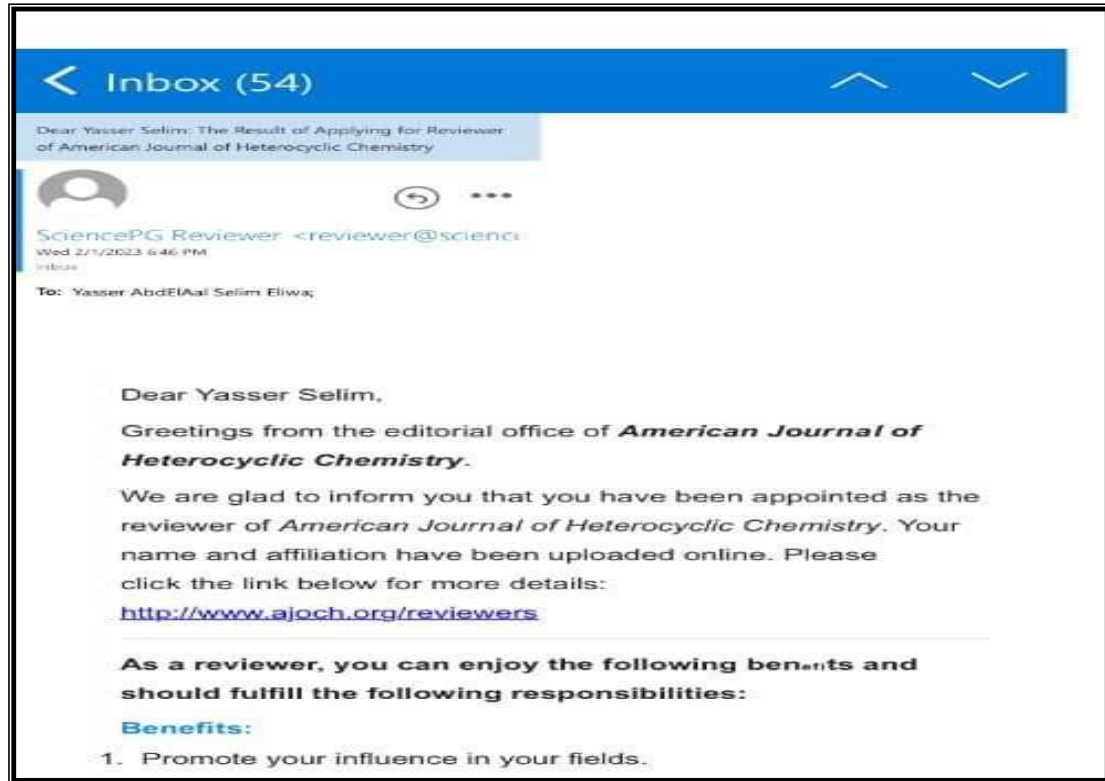 Inbox (54)
Dear Yasser Selim: The Result of Applying for Reviewer
of American Journal of Heterocyclic Chemistry
SciencePG Reviewer <reviewer@scienc
Wed 2/1/2023 6:46 PM
Inbox
To: Yasser AbdElAal Selim Eliwa;
Dear Yasser Selim,
Greetings from the editorial office of American Journal of
Heterocyclic Chemistry.
We are glad to inform you that you have been appointed as the
reviewer of American Journal of Heterocyclic Chemistry. Your
name and affiliation have been uploaded online. Please
click the link below for more details:
http://www.ajoch.org/reviewers
As a reviewer, you can enjoy the following benefits and
should fulfill the following responsibilities:
Benefits:
1. Promote your influence in your fields.